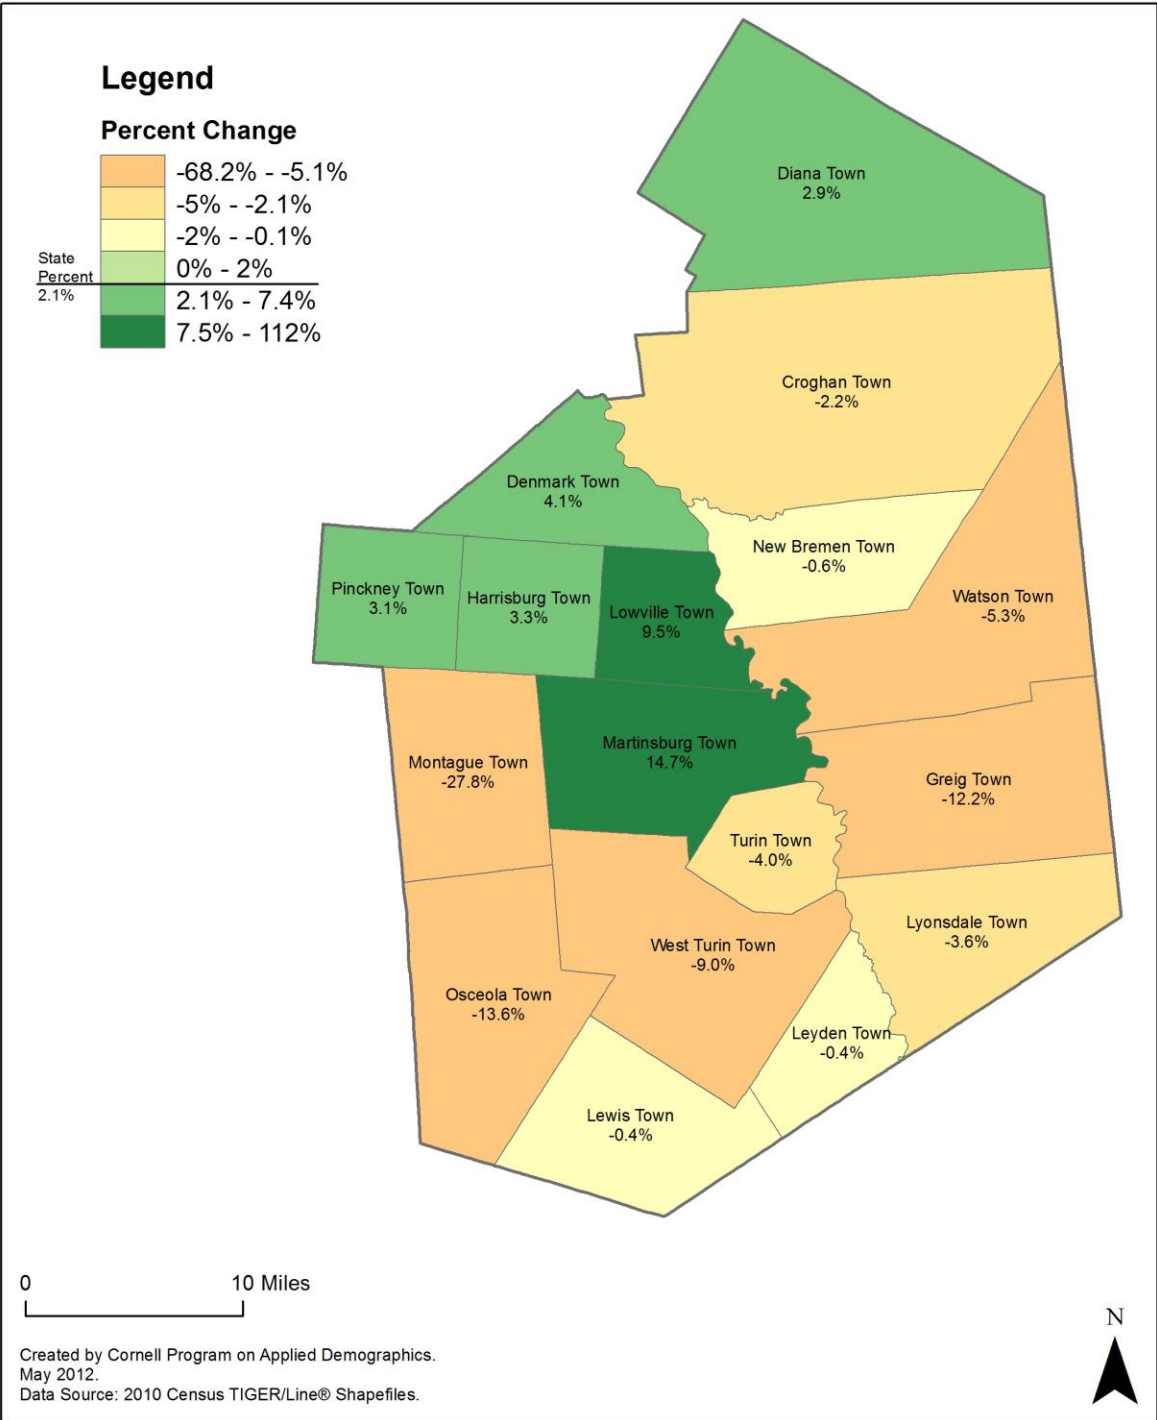 Legend
Percent Change
-68.2% - -5.1%
-5% - -2.1%
-2% - -0.1%
0% - 2%
2.1% - 7.4%
7.5% - 112%
State
Percent
2.1%
Diana Town
2.9%
Croghan Town
-2.2%
Denmark Town
4.1%
New Bremen Town
-0.6%
Pinckney Town
3.1%
Harrisburg Town
3.3%
Lowville Town
9.5%
Watson Town
-5.3%
Martinsburg Town
14.7%
Montague Town
-27.8%
Greig Town
-12.2%
Turin Town
-4.0%
Lyonsdale Town
-3.6%
West Turin Town
-9.0%
Osceola Town
-13.6%
Leyden Town
-0.4%
Lewis Town
-0.4%
0 10 Miles
N
Created by Cornell Program on Applied Demographics.
May 2012.
Data Source: 2010 Census TIGER/Line® Shapefiles.